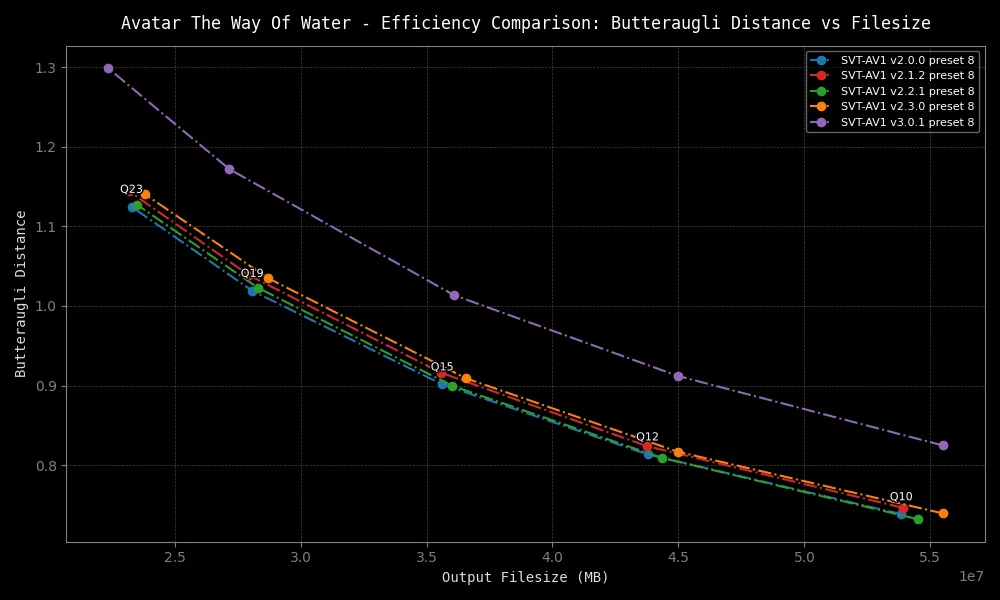 Avatar The Way Of Water - Efficiency Comparison: Butteraugli Distance vs Filesize
SVT-AV1 v2.0.0 preset 8
SVT-AV1 v2.1.2 preset 8
SVT-AV1 v2.2.1 preset 8
SVT-AV1 v2.3.0 preset 8
SVT-AV1 v3.0.1 preset 8
Butteraugli Distance
1.3
1.2
1.1
1.0
0.9
0.8
Q23
Q19
Q15
Q12
Q10
2.5
3.0
3.5
4.0
4.5
5.0
5.5
1e7
Output Filesize (MB)